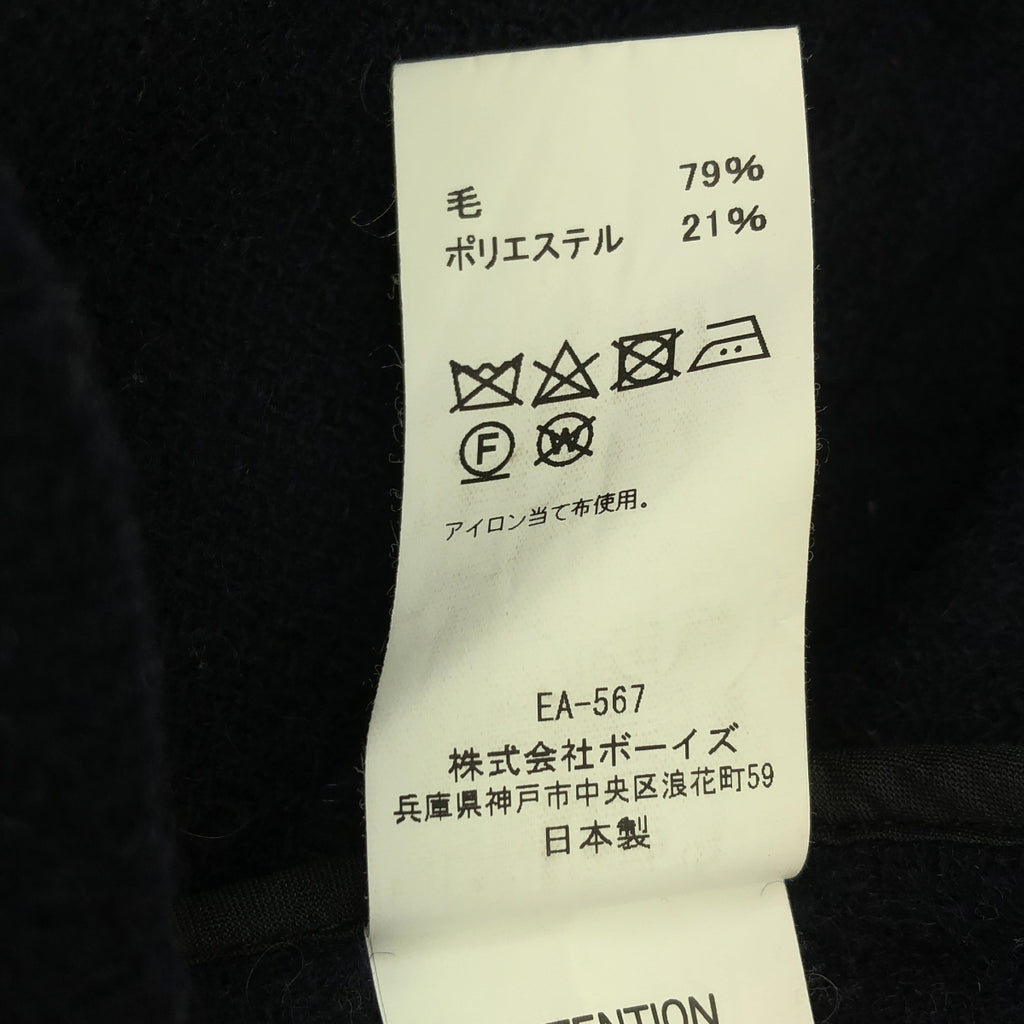 毛 79%
ポリエステル 21%
F W
アイロン当て布使用。
EA-567
株式会社ボーイズ
兵庫県神戸市中央区浪花町59
日本製